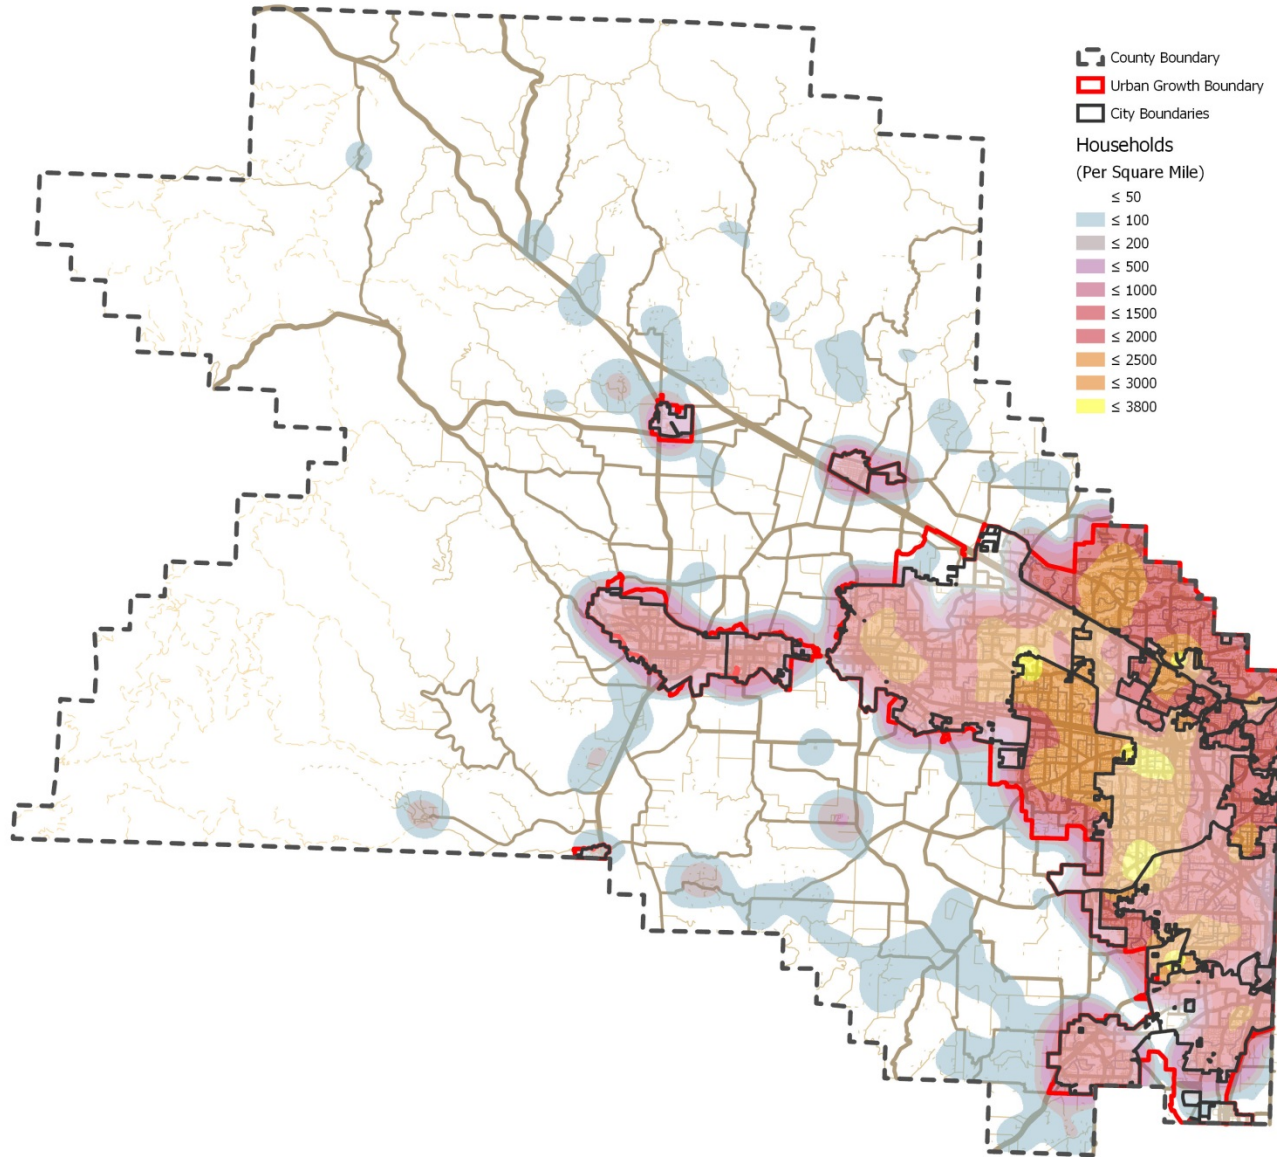 County Boundary
Urban Growth Boundary
City Boundaries
Households
(Per Square Mile)
≤ 50
≤ 100
≤ 200
≤ 500
≤ 1000
≤ 1500
≤ 2000
≤ 2500
≤ 3000
≤ 3800